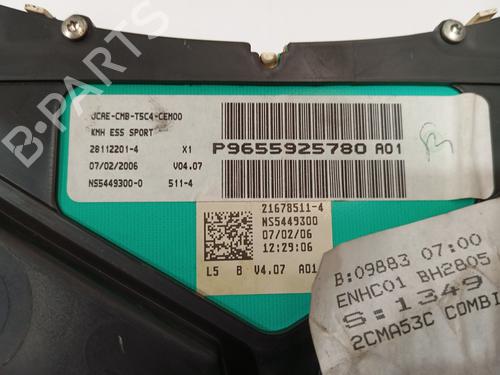 B-PARTS
JCAE-CMB-T5C4-CEM00
KMH ESS SPORT
28112201-4 X1
P9655925780 A01
07/02/2006 V04.07
NS5449300-0 511-4
21678511-4
NS5449300
07/02/06
12:29:06
L5 B V4.07 A01
B:09883 07:00
ENHC01 BH2805
S:1349
2CMA53C COMBI